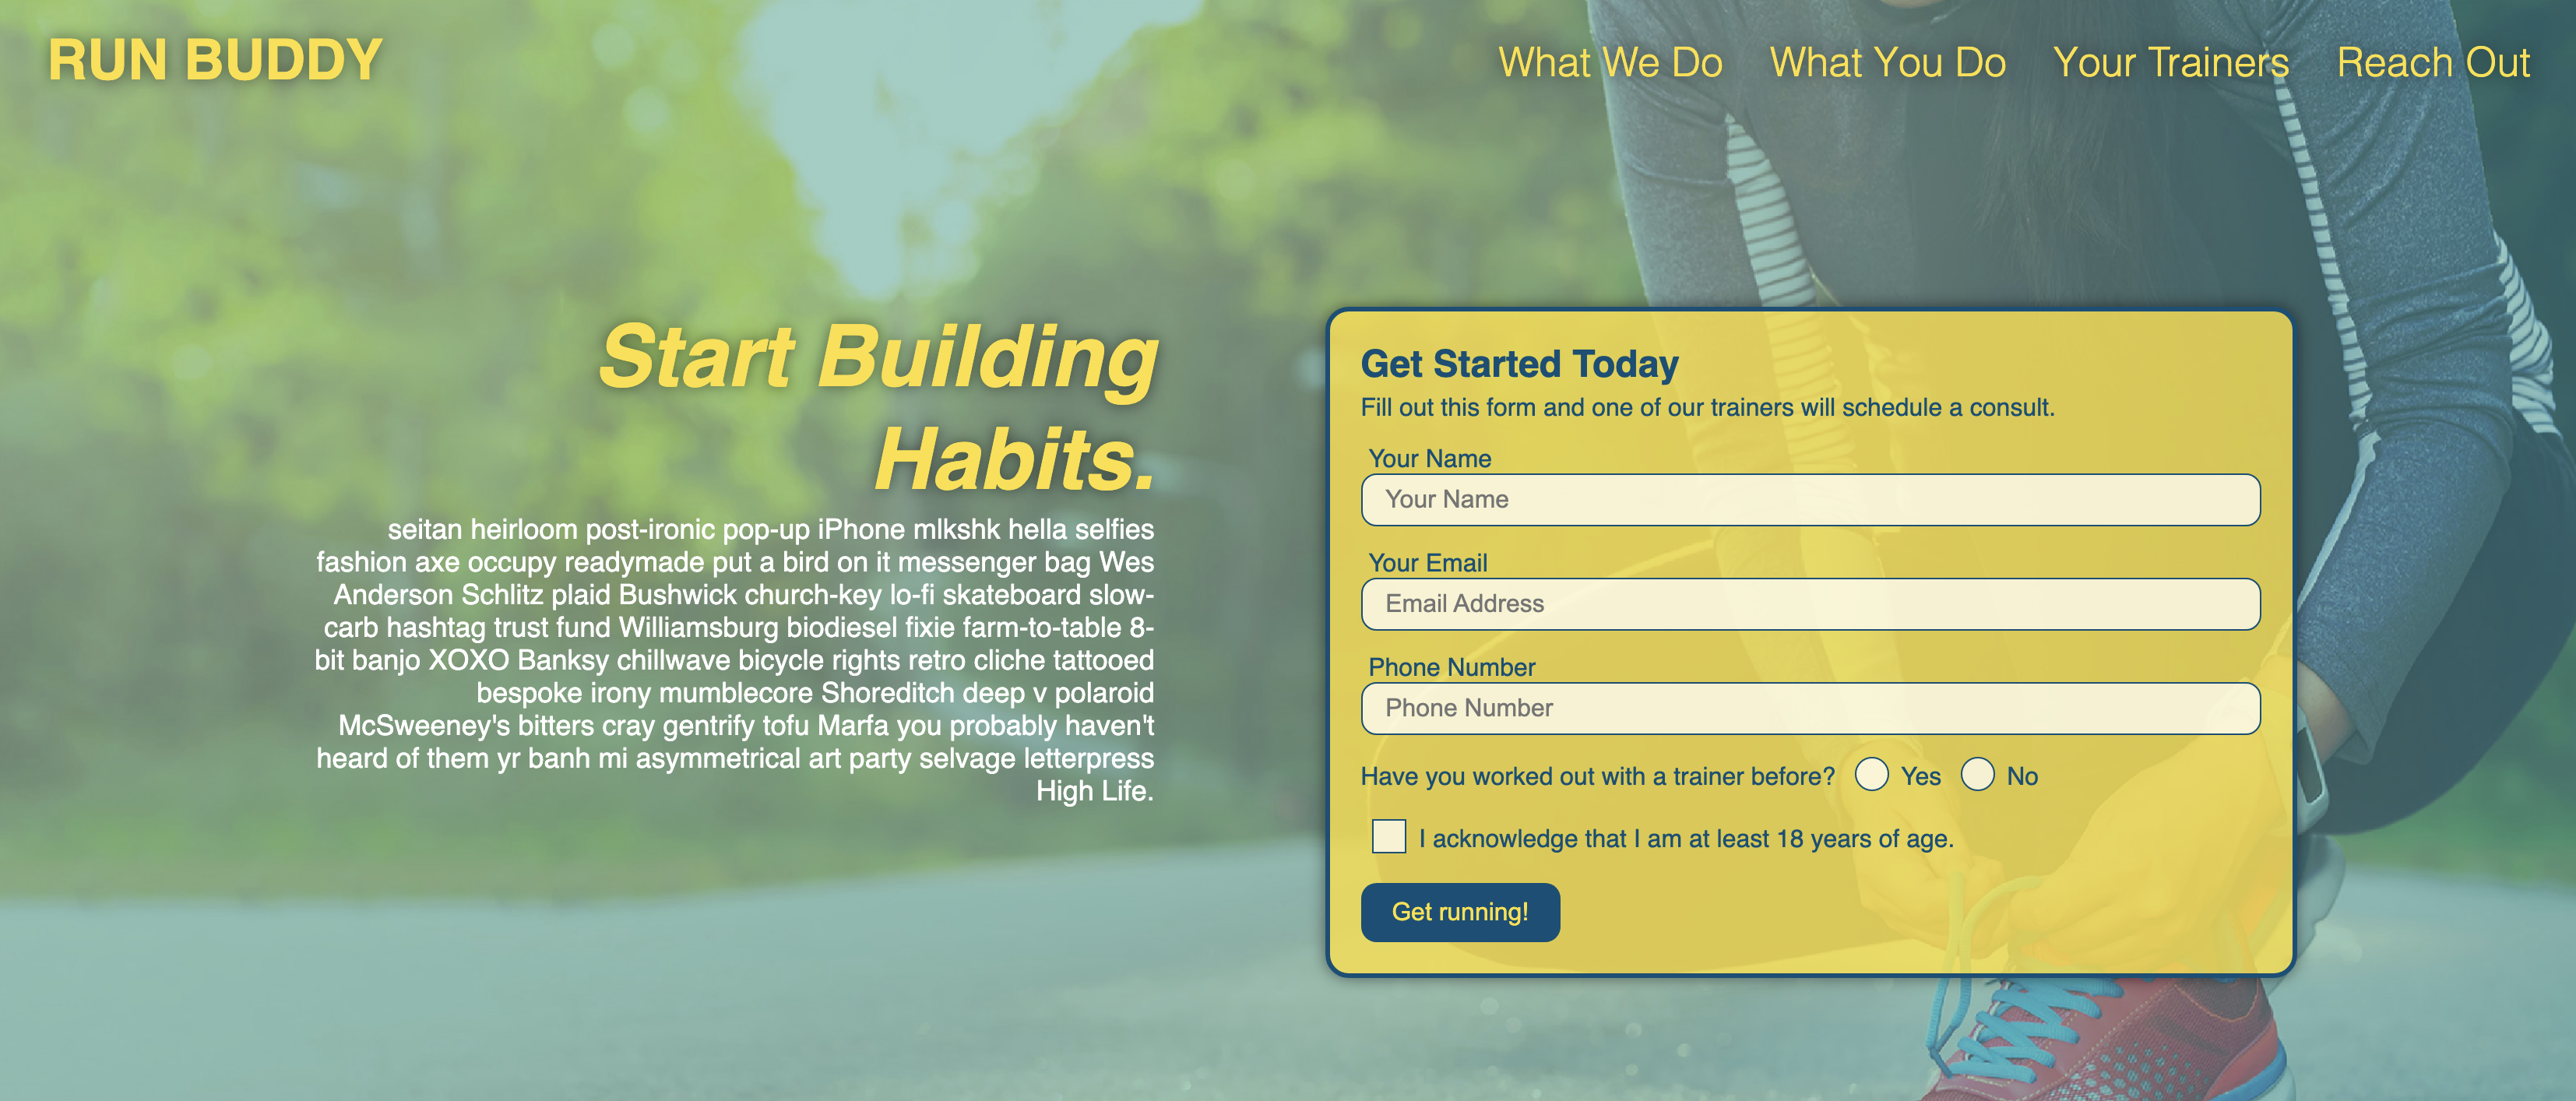 RUN BUDDY
What We Do What You Do Your Trainers Reach Out
Start Building
Habits.
seitan heirloom post-ironic pop-up iPhone mlkshk hella selfies
fashion axe occupy readymade put a bird on it messenger bag Wes
Anderson Schlitz plaid Bushwick church-key lo-fi skateboard slow-
carb hashtag trust fund Williamsburg biodiesel fixie farm-to-table 8-
bit banjo XOXO Banksy chillwave bicycle rights retro cliche tattooed
bespoke irony mumblecore Shoreditch deep v polaroid
McSweeney's bitters cray gentrify tofu Marfa you probably haven't
heard of them yr banh mi asymmetrical art party selvage letterpress
High Life.
Get Started Today
Fill out this form and one of our trainers will schedule a consult.
Your Name
Your Name
Your Email
Email Address
Phone Number
Phone Number
Have you worked out with a trainer before? Yes No
I acknowledge that I am at least 18 years of age.
Get running!